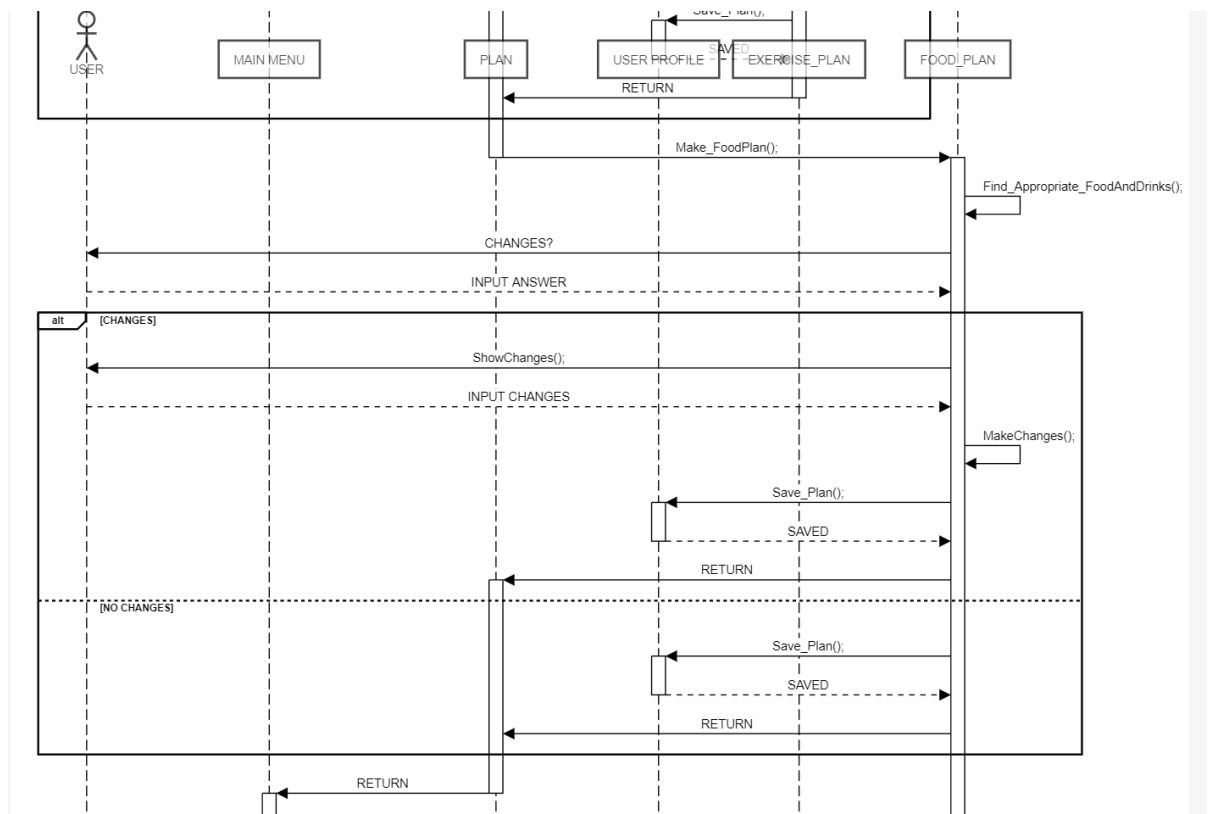 Save_Plan();
USER
MAIN MENU
PLAN
USER PROFILE
SAVED
EXERCISE_PLAN
FOOD_PLAN
RETURN
Make_FoodPlan();
Find_Appropriate_FoodAndDrinks();
CHANGES?
INPUT ANSWER
alt
[CHANGES]
ShowChanges();
INPUT CHANGES
MakeChanges();
Save_Plan();
SAVED
RETURN
[NO CHANGES]
Save_Plan();
SAVED
RETURN
RETURN